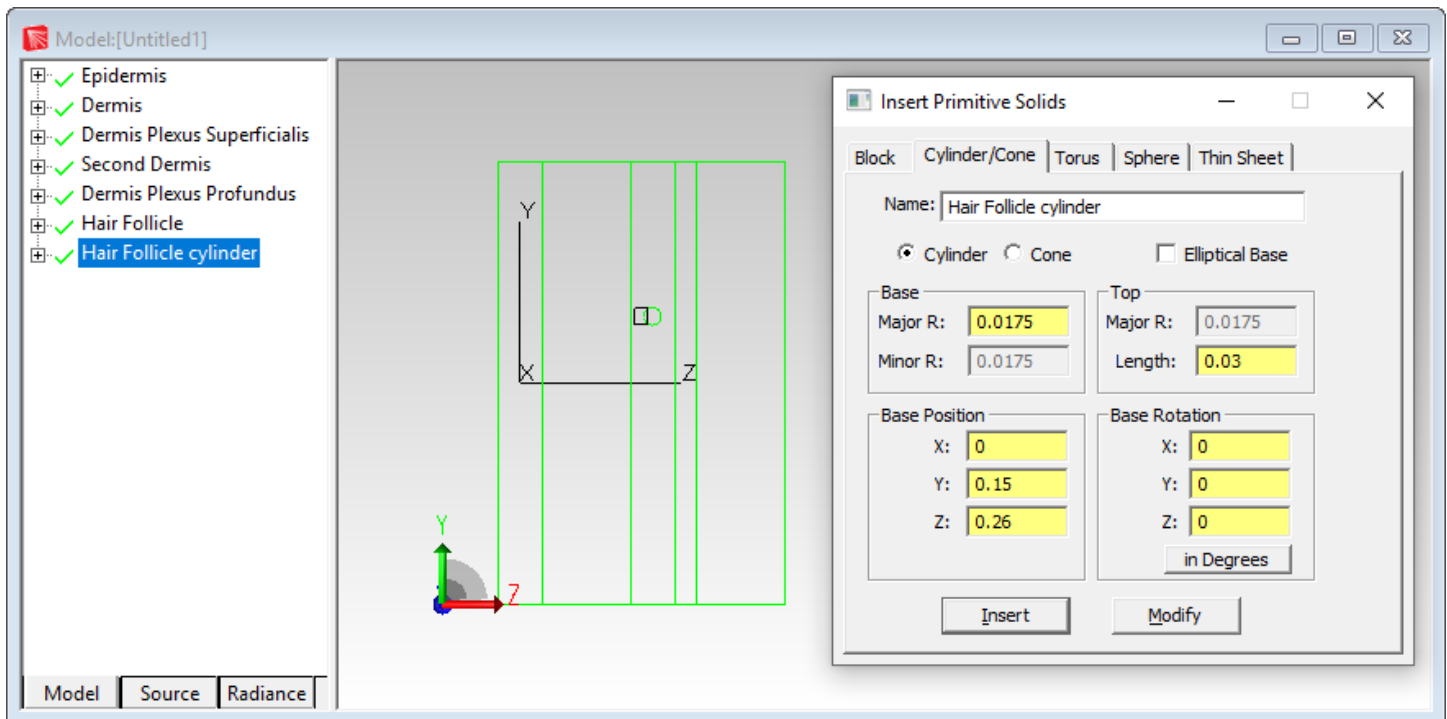 Model:[Untitled1]
Epidermis
Dermis
Dermis Plexus Superficialis
Second Dermis
Dermis Plexus Profundus
Hair Follicle
Hair Follicle cylinder
Model Source Radiance
Y
X
Z
Y
Z
Insert Primitive Solids
Block Cylinder/Cone Torus Sphere Thin Sheet
Name: Hair Follicle cylinder
Cylinder Cone Elliptical Base
Base Top
Major R: 0.0175 Major R: 0.0175
Minor R: 0.0175 Length: 0.03
Base Position Base Rotation
X: 0 X: 0
Y: 0.15 Y: 0
Z: 0.26 Z: 0
in Degrees
Insert Modify